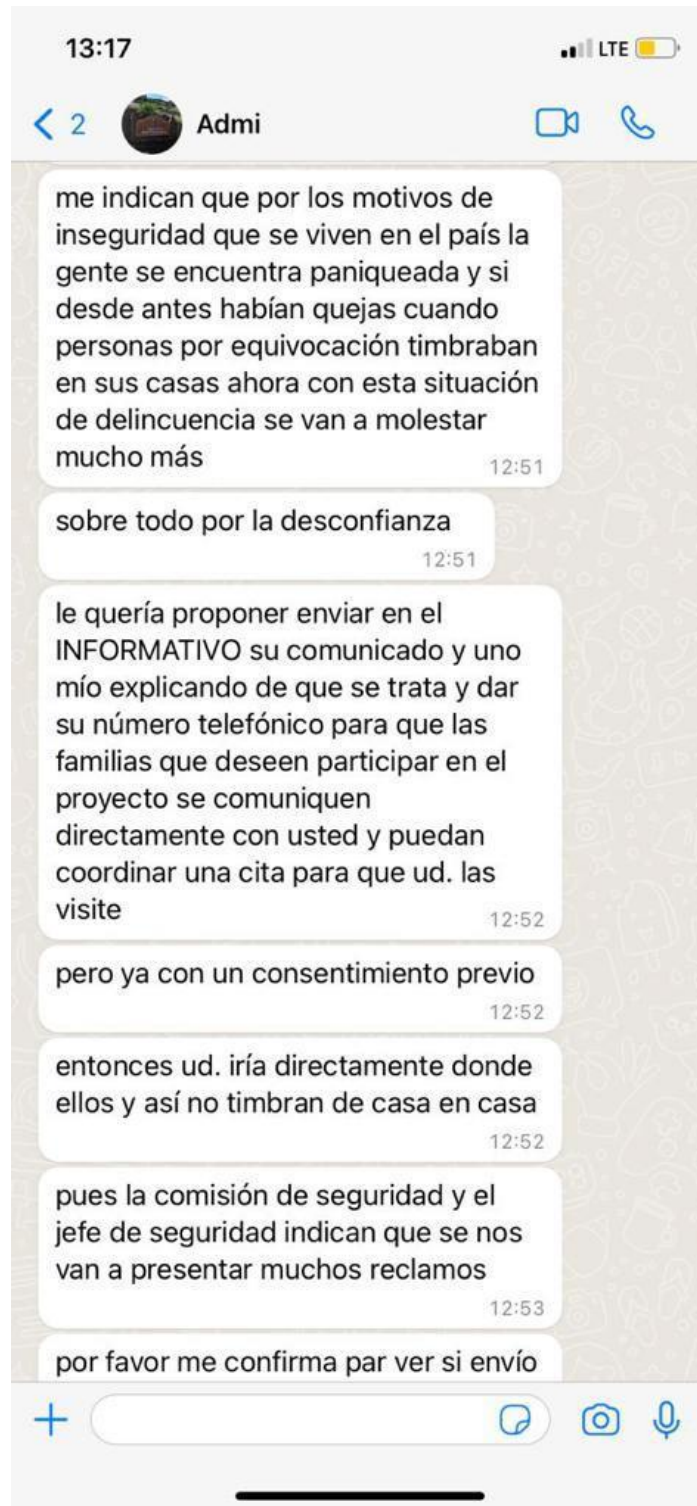 13:17
LTE
2
Admi
me indican que por los motivos de
inseguridad que se viven en el país la
gente se encuentra paniqueada y si
desde antes habían quejas cuando
personas por equivocación timbraban
en sus casas ahora con esta situación
de delincuencia se van a molestar
mucho más
12:51
sobre todo por la desconfianza
12:51
le quería proponer enviar en el
INFORMATIVO su comunicado y uno
mío explicando de que se trata y dar
su número telefónico para que las
familias que deseen participar en el
proyecto se comuniquen
directamente con usted y puedan
coordinar una cita para que ud. las
visite
12:52
pero ya con un consentimiento previo
12:52
entonces ud. iría directamente donde
ellos y así no timbran de casa en casa
12:52
pues la comisión de seguridad y el
jefe de seguridad indican que se nos
van a presentar muchos reclamos
12:53
por favor me confirma par ver si envío